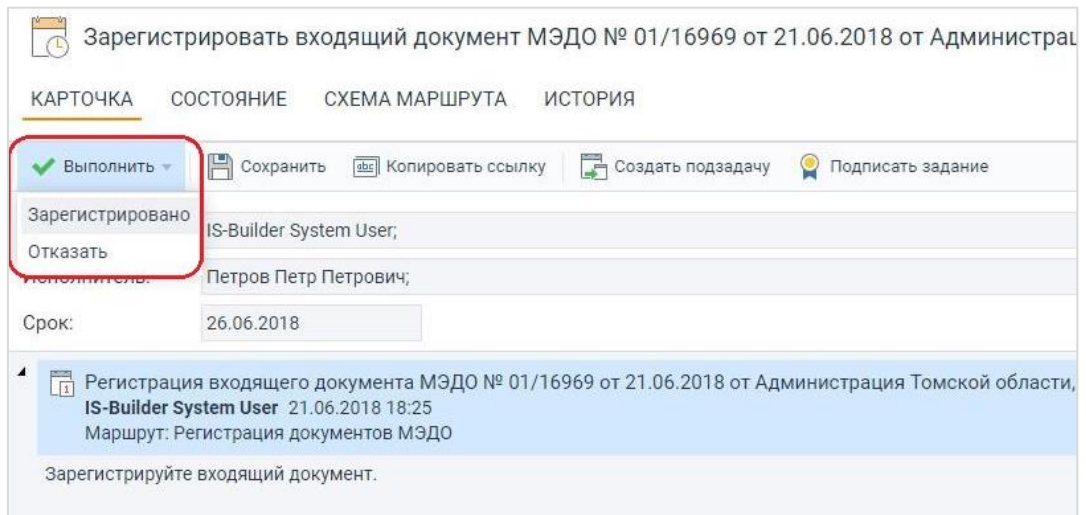 Зарегистрировать входящий документ МЭДО № 01/16969 от 21.06.2018 от
КАРТОЧКА СОСТОЯНИЕ СХЕМА МАРШРУТА ИСТОРИЯ
Выполнить Сохранить abc Копировать ссылку Создать подзадачу Подписать задание
Зарегистрировано
IS-Builder System User;
Отказать
Исполнитель: Петров Петр Петрович;
Срок: 26.06.2018
1 Регистрация входящего документа МЭДО № 01/16969 от 21.06.2018 от Администрация Томской области,
IS-Builder System User 21.06.2018 18:25
Маршрут: Регистрация документов МЭДО
Зарегистрируйте входящий документ.